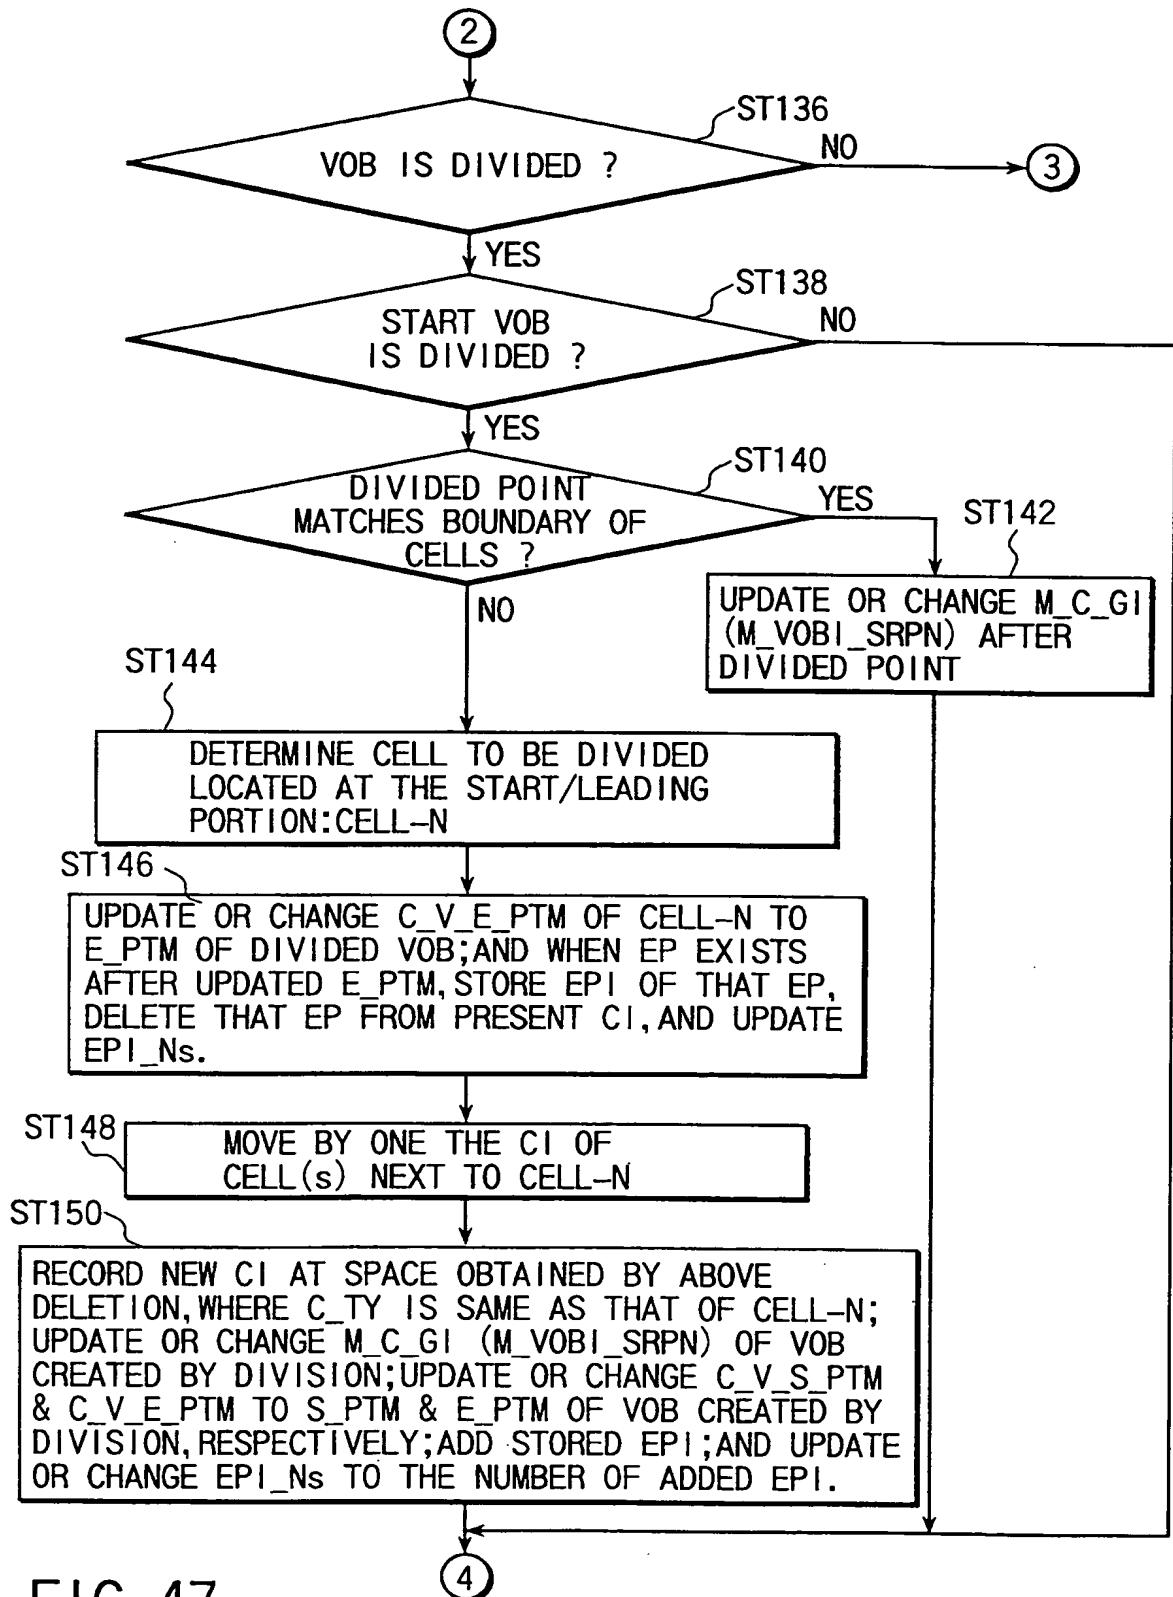 2
ST136
VOB IS DIVIDED ?
NO
3
YES
ST138
START VOB
IS DIVIDED ?
NO
YES
ST140
DIVIDED POINT
MATCHES BOUNDARY OF
CELLS ?
YES
ST142
NO
UPDATE OR CHANGE M_C_GI
(M_VOBI_SRPN) AFTER
DIVIDED POINT
ST144
DETERMINE CELL TO BE DIVIDED
LOCATED AT THE START/LEADING
PORTION:CELL-N
ST146
UPDATE OR CHANGE C_V_E_PTM OF CELL-N TO
E_PTM OF DIVIDED VOB;AND WHEN EP EXISTS
AFTER UPDATED E_PTM, STORE EPI OF THAT EP,
DELETE THAT EP FROM PRESENT CI, AND UPDATE
EPI_Ns.
ST148
MOVE BY ONE THE CI OF
CELL(s) NEXT TO CELL-N
ST150
RECORD NEW CI AT SPACE OBTAINED BY ABOVE
DELETION, WHERE C_TY IS SAME AS THAT OF CELL-N;
UPDATE OR CHANGE M_C_GI (M_VOBI_SRPN) OF VOB
CREATED BY DIVISION;UPDATE OR CHANGE C_V_S_PTM
& C_V_E_PTM TO S_PTM & E_PTM OF VOB CREATED BY
DIVISION, RESPECTIVELY;ADD STORED EPI;AND UPDATE
OR CHANGE EPI_Ns TO THE NUMBER OF ADDED EPI.
4
FIG. 47